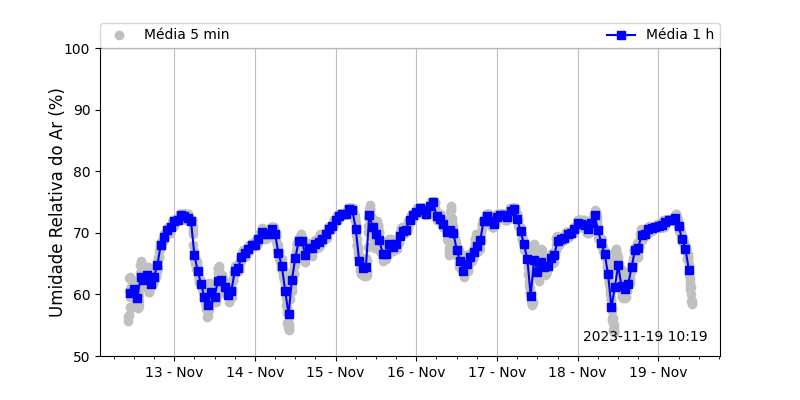 Média 5 min
Média 1 h
Umidade Relativa do Ar (%)
100
90
80
70
60
50
2023-11-19 10:19
13 - Nov
14 - Nov
15 - Nov
16 - Nov
17 - Nov
18 - Nov
19 - Nov